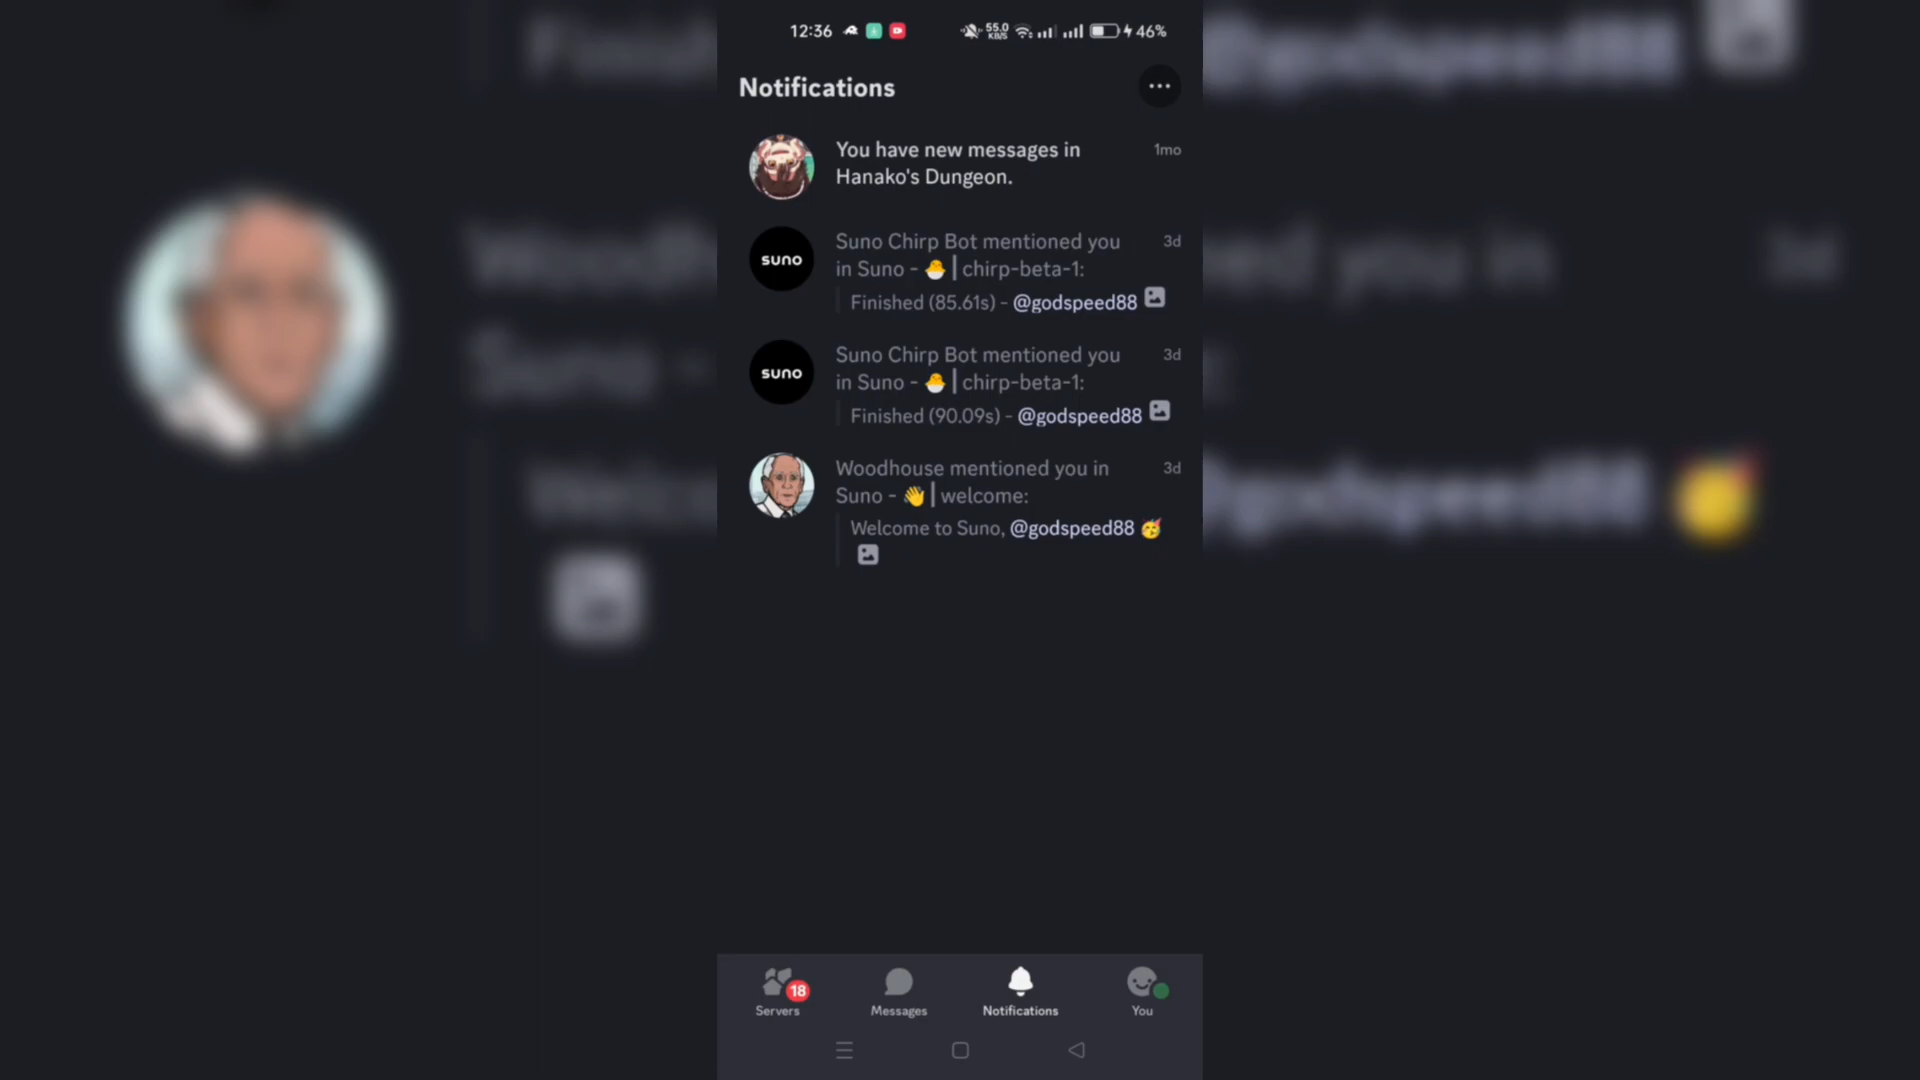 12:36 55.0 KB/S 46%
Notifications
You have new messages in 1mo
Hanako's Dungeon.
suno
Suno Chirp Bot mentioned you 3d
in Suno - 🐣 | chirp-beta-1:
Finished (85.61s) - @godspeed88
suno
Suno Chirp Bot mentioned you 3d
in Suno - 🐣 | chirp-beta-1:
Finished (90.09s) - @godspeed88
Woodhouse mentioned you in 3d
Suno - 👋 | welcome:
Welcome to Suno, @godspeed88 🥳
18
Servers Messages Notifications You